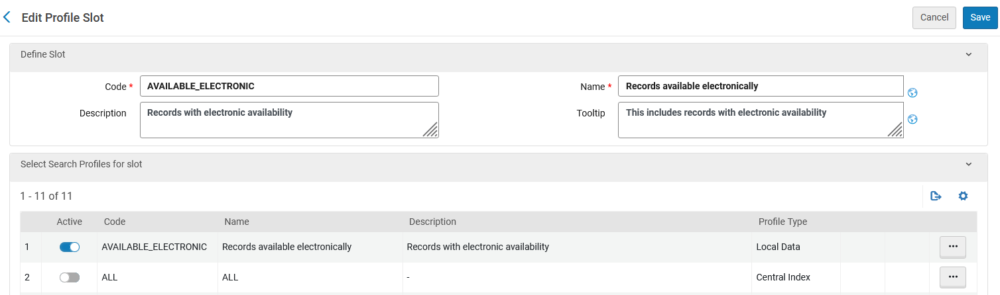 Edit Profile Slot
Cancel
Save
Define Slot
Code *
AVAILABLE_ELECTRONIC
Name *
Records available electronically
Description
Records with electronic availability
Tooltip
This includes records with electronic availability
Select Search Profiles for slot
1 - 11 of 11
Active Code Name Description Profile Type
1 AVAILABLE_ELECTRONIC Records available electronically Records with electronic availability Local Data
2 ALL ALL - Central Index